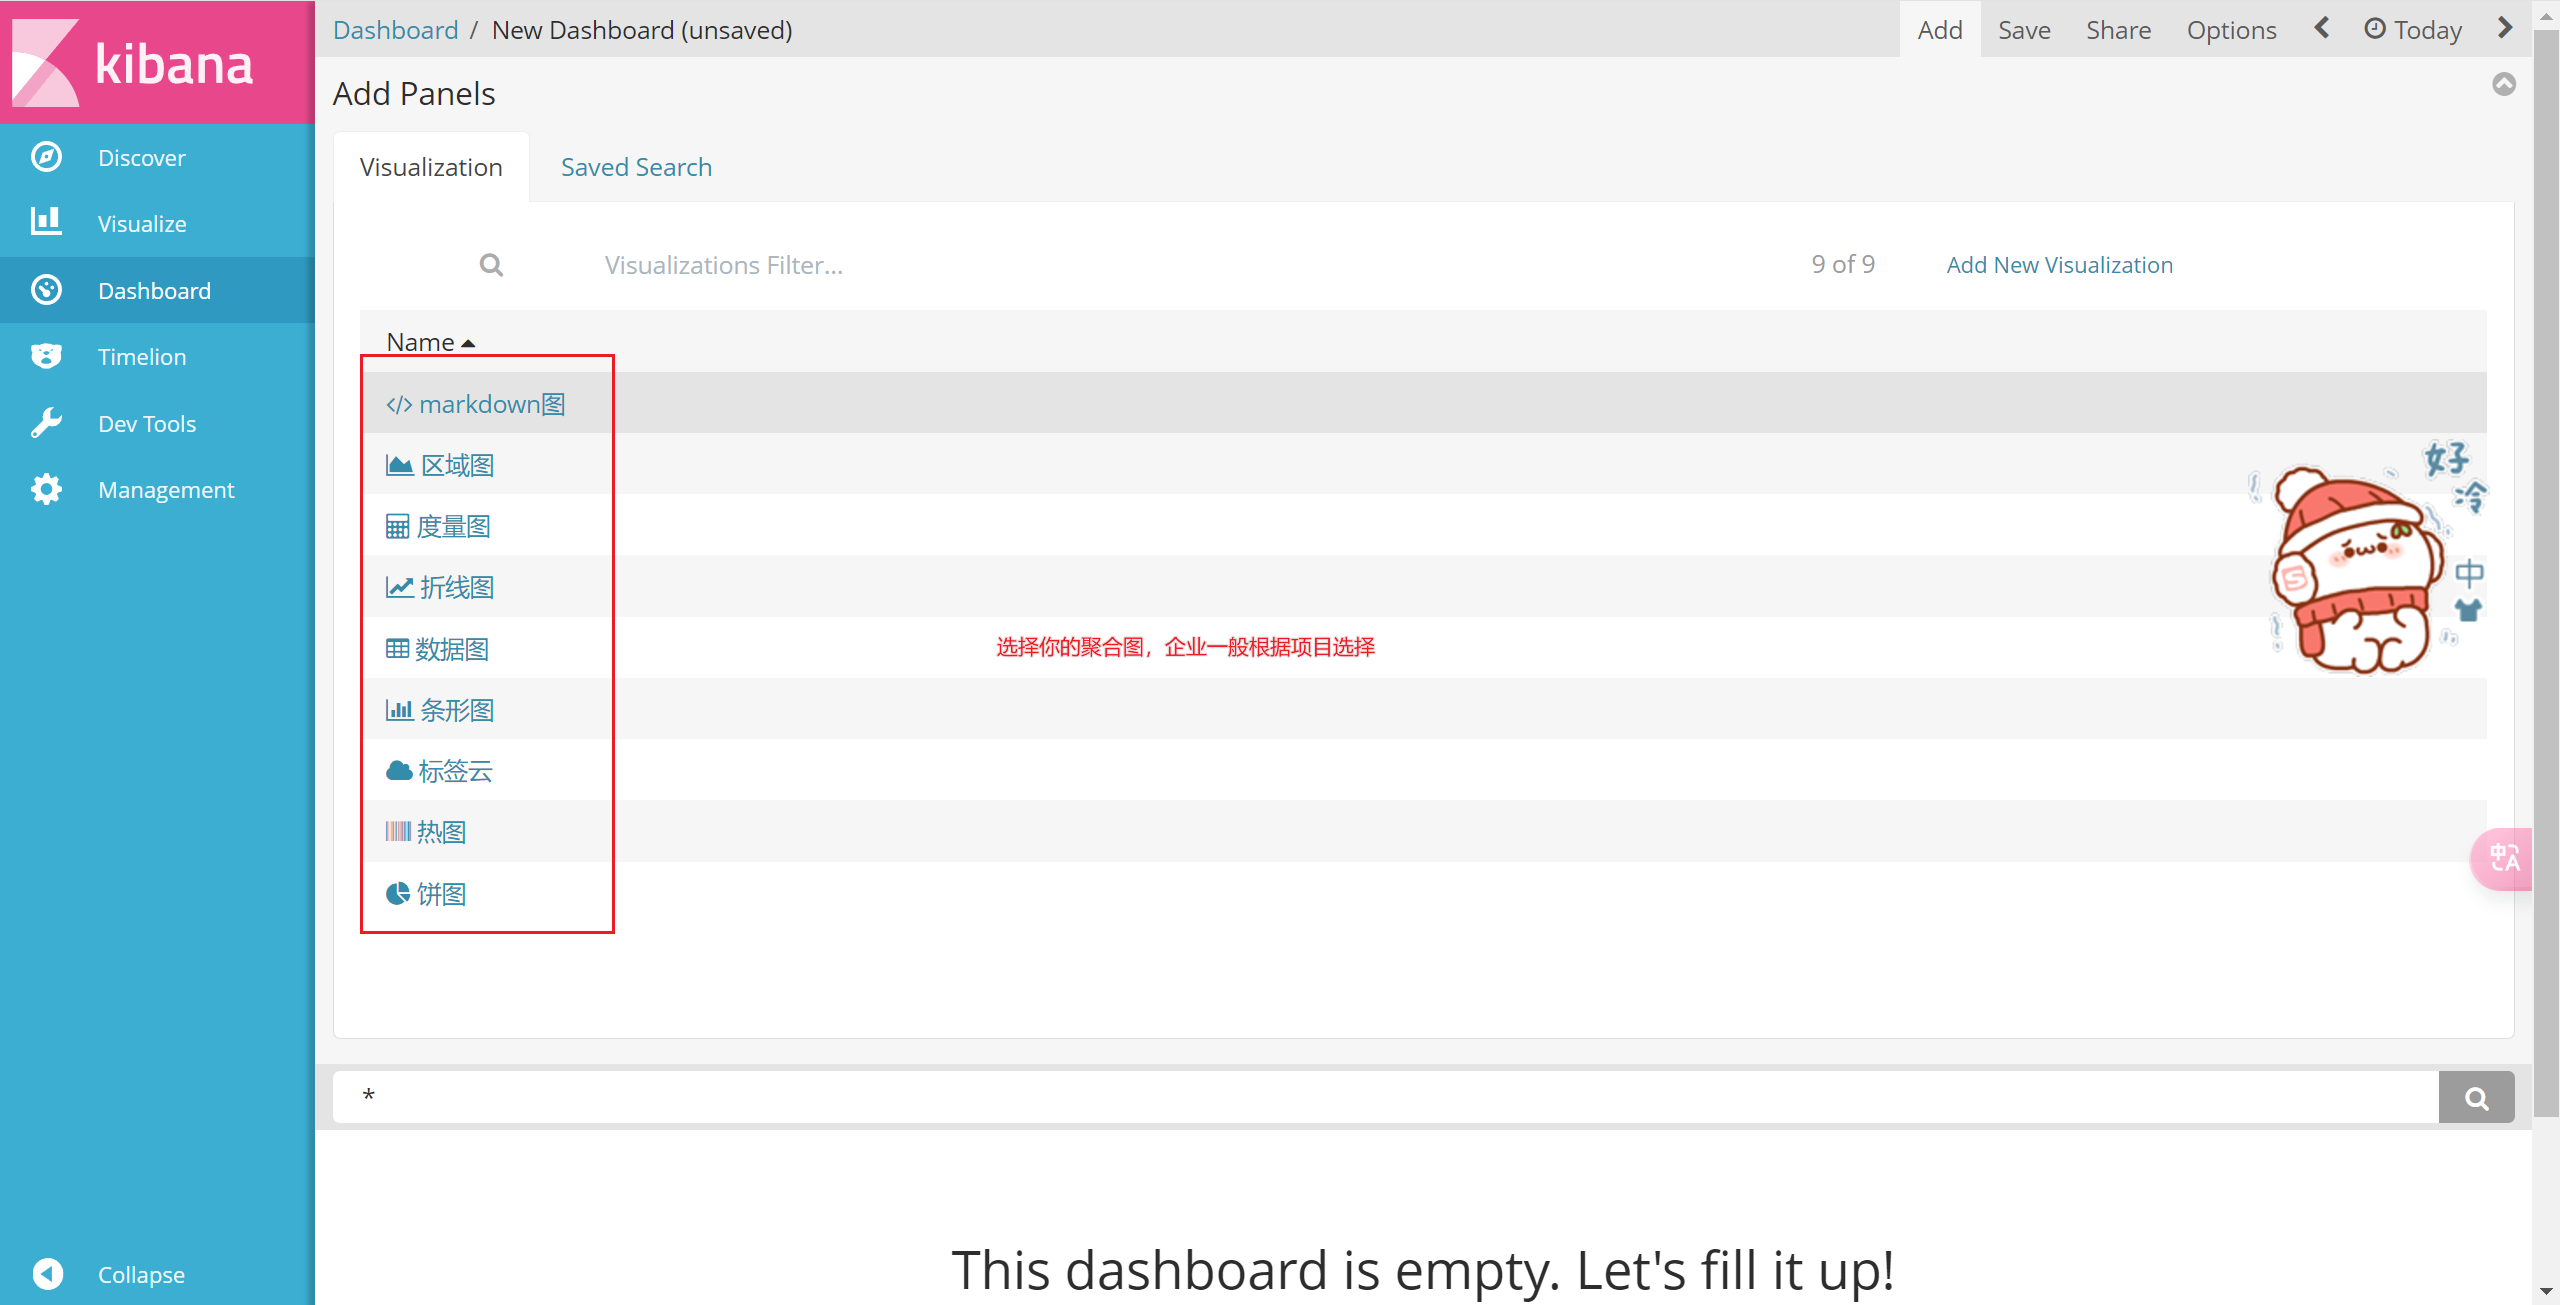 kibana
Discover
Visualize
Dashboard
Timelion
Dev Tools
Management
Collapse
Dashboard / New Dashboard (unsaved)
Add Save Share Options Today
Add Panels
Visualization Saved Search
Visualizations Filter... 9 of 9 Add New Visualization
Name
</> markdown图
区域图
度量图
折线图
数据图
选择你的聚合图，企业一般根据项目选择
条形图
标签云
热图
饼图
好
冷
中
S
中A
*
This dashboard is empty. Let's fill it up!